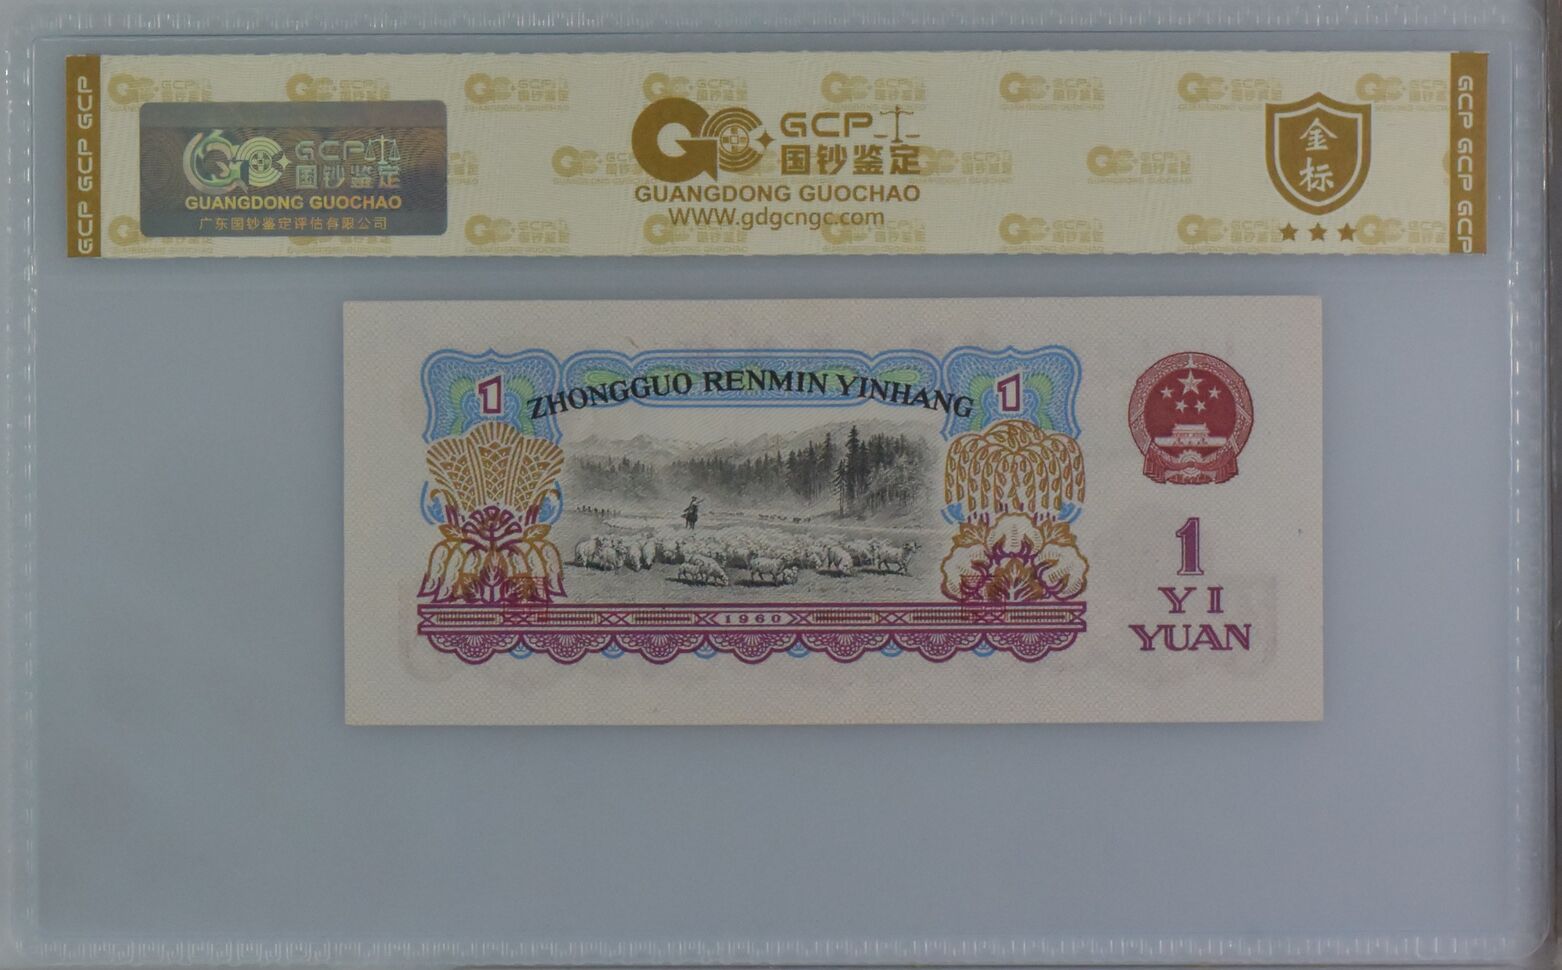 GCP GCP GCP
GCP 国钞鉴定
GUANGDONG GUOCHAO
广东国钞鉴定评估有限公司
GCP
国钞鉴定
GUANGDONG GUOCHAO
WWW.gdgcngc.com
金标
GCP GCP GCP
1 ZHONGGUO RENMIN YINHANG 1
1960
1
YI
YUAN